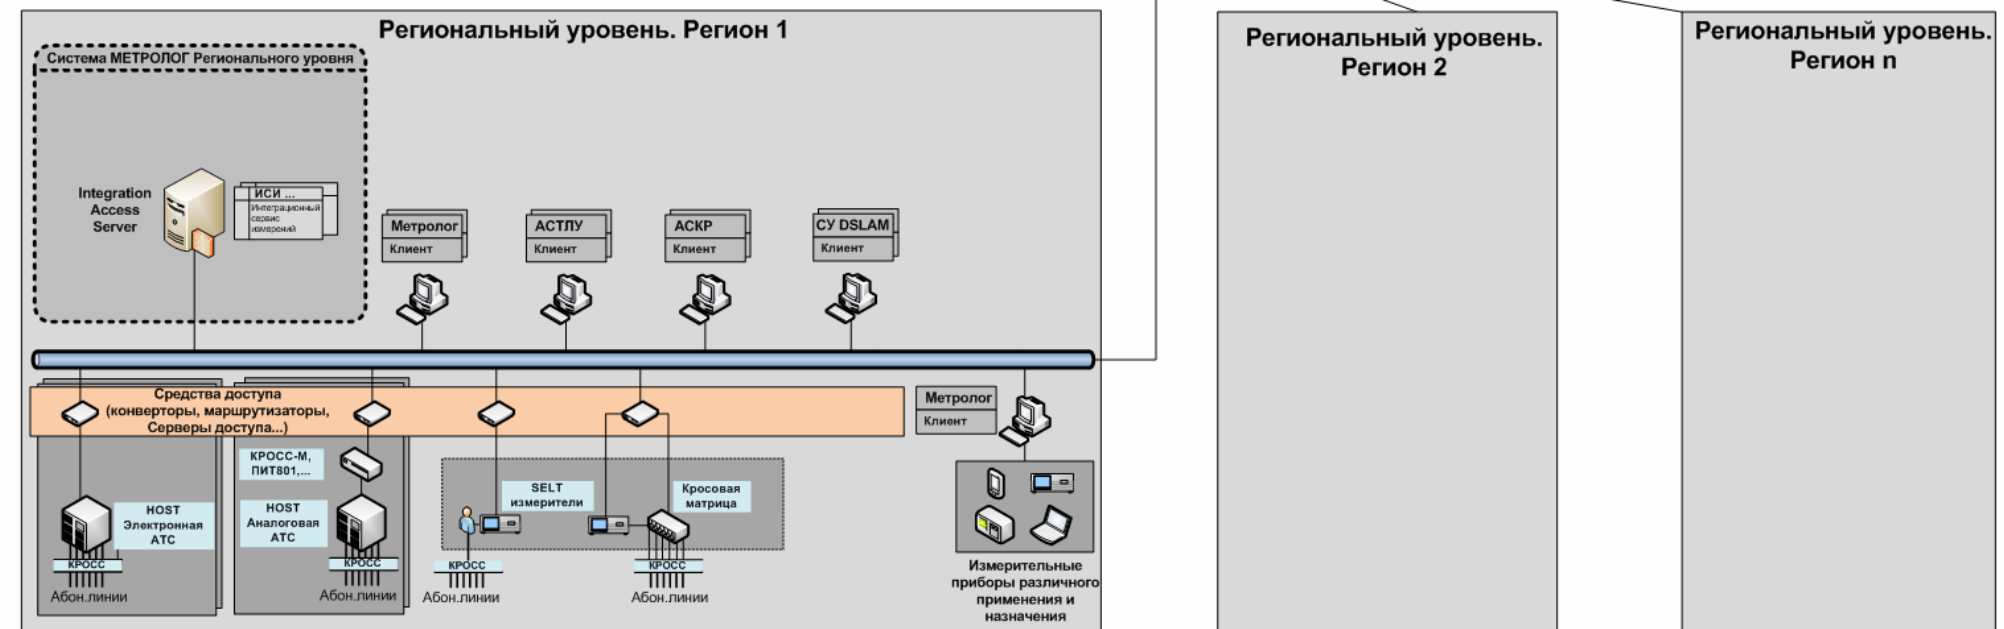 Региональный уровень. Регион 1
Региональный уровень.
Регион 2
Региональный уровень.
Регион n
Система МЕТРОЛОГ Регионального уровня
Integration
Access
Server
ИСИ ...
Интеграционный
сервис
измерений
Метролог
Клиент
АСТЛУ
Клиент
АСКР
Клиент
СУ DSLAM
Клиент
Средства доступа
(конверторы, маршрутизаторы,
Серверы доступа...)
Метролог
Клиент
КРОСС-М,
ПИТ801,...
HOST
Электронная
АТС
HOST
Аналоговая
АТС
SELT
измерители
Кросовая
матрица
КРОСС
Абон.линии
КРОСС
Абон.линии
КРОСС
Абон.линии
КРОСС
Абон.линии
Измерительные
приборы различного
применения и
назначения